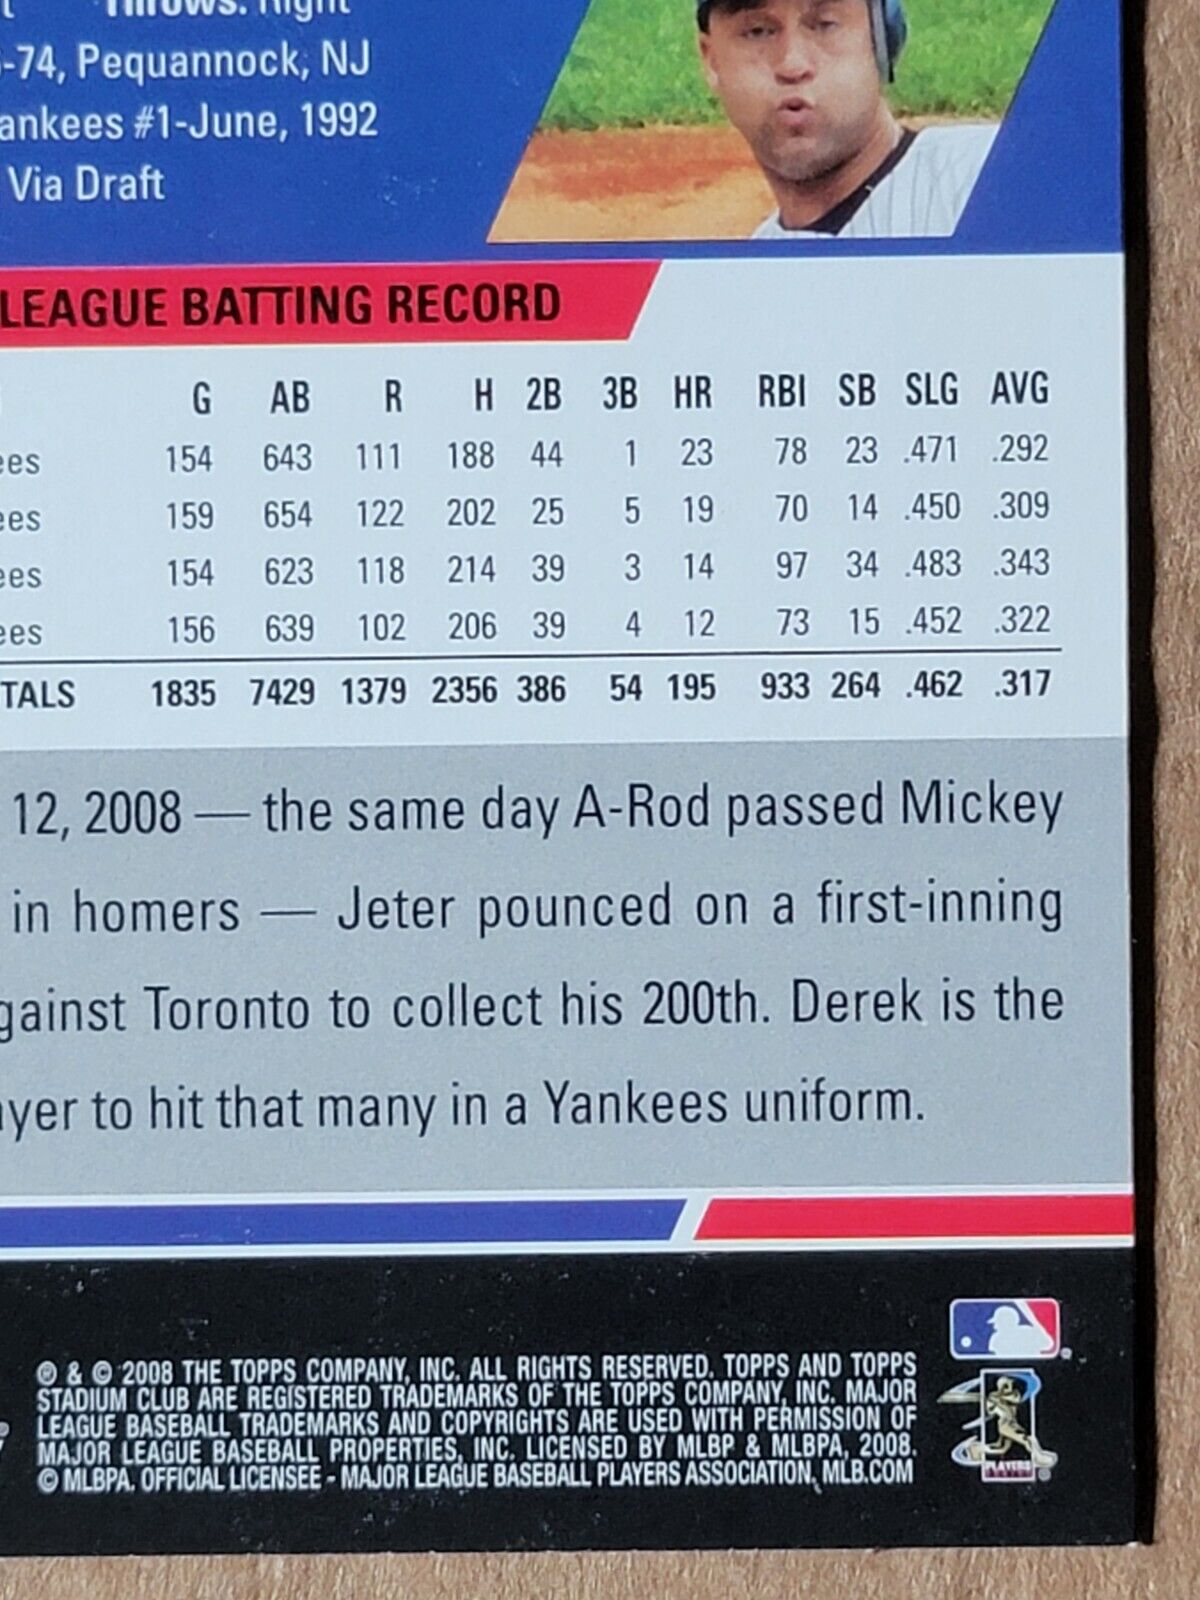 Throws: Right
-74, Pequannock, NJ
ankees #1-June, 1992
Via Draft
LEAGUE BATTING RECORD
G AB R H 2B 3B HR RBI SB SLG AVG
ees 154 643 111 188 44 1 23 78 23 .471 .292
ees 159 654 122 202 25 5 19 70 14 .450 .309
ees 154 623 118 214 39 3 14 97 34 .483 .343
ees 156 639 102 206 39 4 12 73 15 .452 .322
TALS 1835 7429 1379 2356 386 54 195 933 264 .462 .317
12, 2008 — the same day A-Rod passed Mickey
in homers — Jeter pounced on a first-inning
gainst Toronto to collect his 200th. Derek is the
ayer to hit that many in a Yankees uniform.
® & © 2008 THE TOPPS COMPANY, INC. ALL RIGHTS RESERVED. TOPPS AND TOPPS
STADIUM CLUB ARE REGISTERED TRADEMARKS OF THE TOPPS COMPANY, INC. MAJOR
LEAGUE BASEBALL TRADEMARKS AND COPYRIGHTS ARE USED WITH PERMISSION OF
MAJOR LEAGUE BASEBALL PROPERTIES, INC. LICENSED BY MLBP & MLBPA, 2008.
© MLBPA. OFFICIAL LICENSEE - MAJOR LEAGUE BASEBALL PLAYERS ASSOCIATION, MLB.COM
PLAYERS